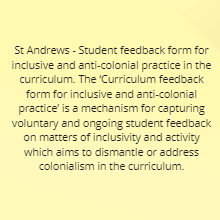 St Andrews - Student feedback form for
inclusive and anti-colonial practice in the
curriculum. The ‘Curriculum feedback
form for inclusive and anti-colonial
practice’ is a mechanism for capturing
voluntary and ongoing student feedback
on matters of inclusivity and activity
which aims to dismantle or address
colonialism in the curriculum.